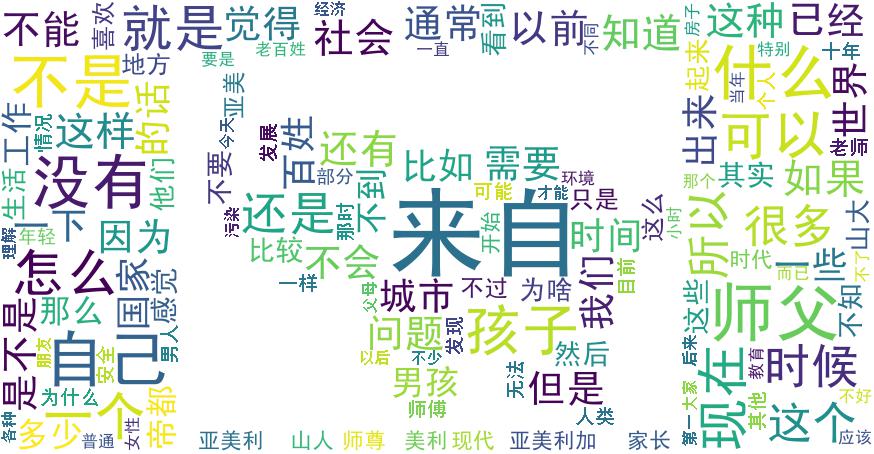 不能
喜欢
就是
觉得
经济
社会
通常
看到
以前
不同
知道
房子
这种
已经
要是
老百姓
一直
特别
十年
不是
地方
亚美
起来
什么
当年
个人
世界
工作
情况
这样
的话
今天
发展
百姓
还有
比如
需要
出来
可以
老师
没有
他们
不要
部分
不到
可能
环境
才能
只是
那个
其实
如果
生活
一下
污染
还是
那时
来自
开始
时间
这么
小时
所以
很多
山大
理解
年轻
因为
比较
不会
目前
时代
而已
一些
不了
怎么
国家
感觉
一样
父母
城市
不过
为啥
我们
这些
师父
不知
是不是
那么
问题
发现
孩子
后来
自己
朋友
安全
男人
以后
不少
然后
现在
教育
时候
为什么
男孩
无法
但是
第一
大家
其他
不好
各种
多少
一个
普通
女性
帝都
师傅
人类
这个
应该
亚美利
山人
师尊
美利
现代
亚美利加
家长